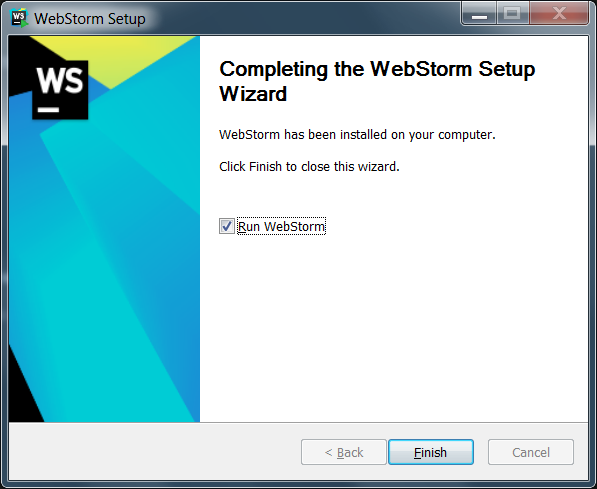 WebStorm Setup
WS
Completing the WebStorm Setup
Wizard
WebStorm has been installed on your computer.
Click Finish to close this wizard.
Run WebStorm
< Back
Finish
Cancel